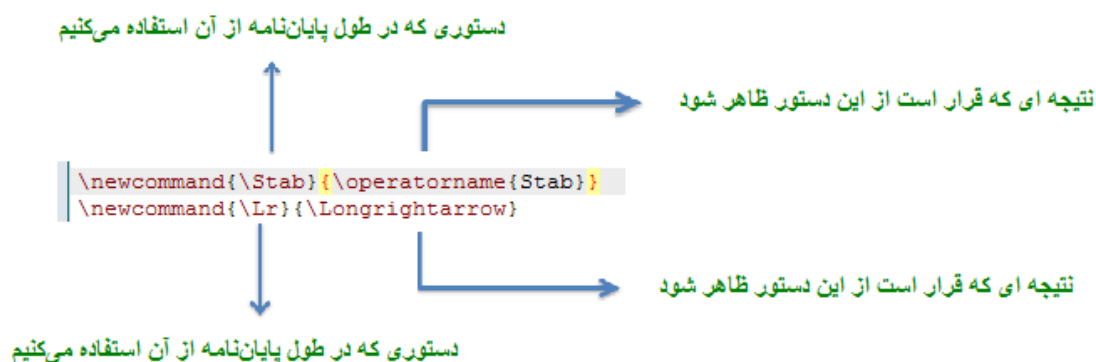 دستوری که در طول پایان‌نامه از آن استفاده می‌کنیم
نتیجه ای که قرار است از این دستور ظاهر شود
\newcommand{\Stab}{\operatorname{Stab}}
\newcommand{\Lr}{\Longrightarrow}
نتیجه ای که قرار است از این دستور ظاهر شود
دستوری که در طول پایان‌نامه از آن استفاده می‌کنیم